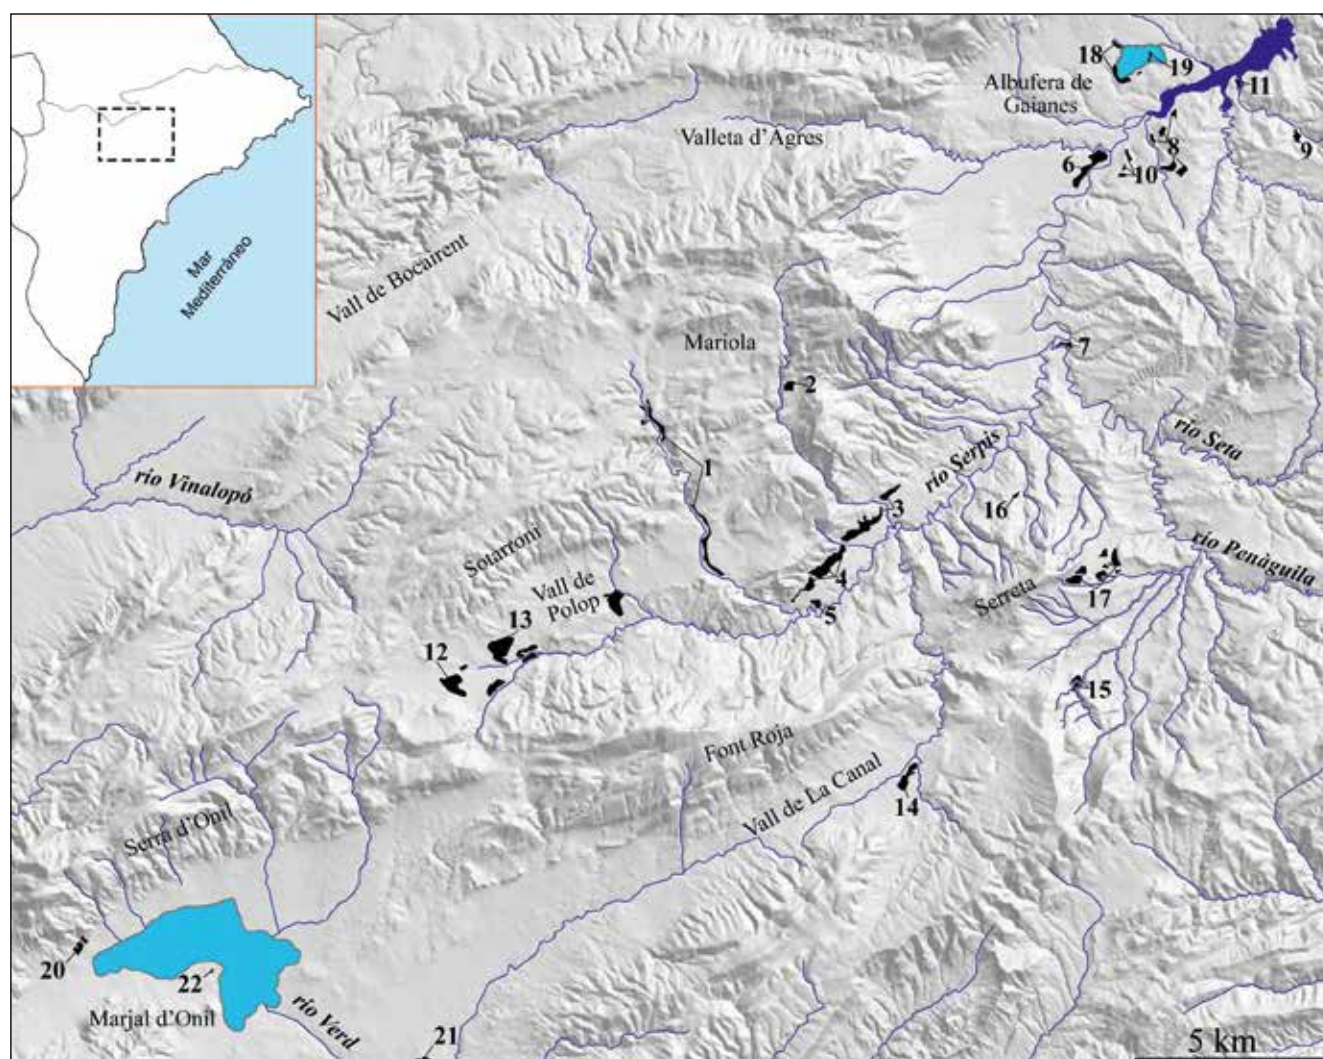 18
19
11
Albufera de
Gaianes
Valleta d'Agres
6
8
10
9
Mar
Mediterràneo
Vall de Bocairent
Mariola
7
2
río Seta
río Serpis
1
río Vinalopó
3
16
Sotarroni
río Penàguila
4
Vall de
Polop
Serreta
17
5
13
12
15
Font Roja
Vall de La Canal
14
Serra d'Onil
20
22
Marjal d'Onil
río Verd
21
5 km